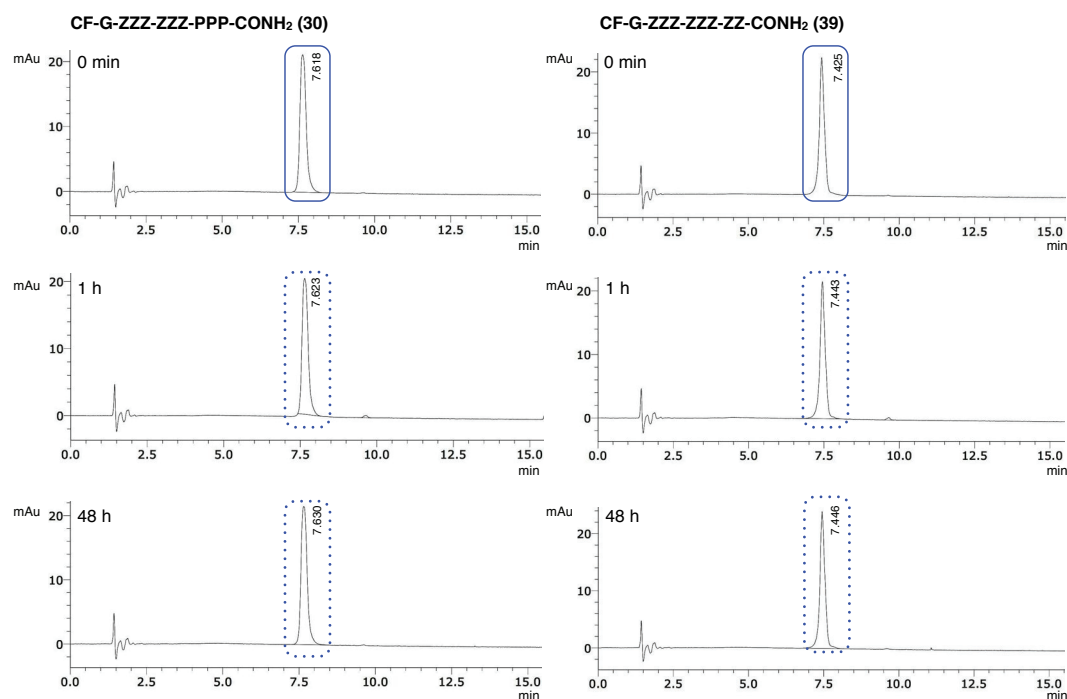 CF-G-ZZZ-ZZZ-PPP-CONH₂ (30)
mAu
0 min
20
10
0
7.618
0.0 2.5 5.0 7.5 10.0 12.5 15.0
min
mAu
1 h
20
10
0
7.623
0.0 2.5 5.0 7.5 10.0 12.5 15.0
min
mAu
48 h
20
10
0
7.630
0.0 2.5 5.0 7.5 10.0 12.5 15.0
min
CF-G-ZZZ-ZZZ-ZZ-CONH₂ (39)
mAu
0 min
20
10
0
7.425
0.0 2.5 5.0 7.5 10.0 12.5 15.0
min
mAu
1 h
20
10
0
7.443
0.0 2.5 5.0 7.5 10.0 12.5 15.0
min
mAu
48 h
20
10
0
7.446
0.0 2.5 5.0 7.5 10.0 12.5 15.0
min